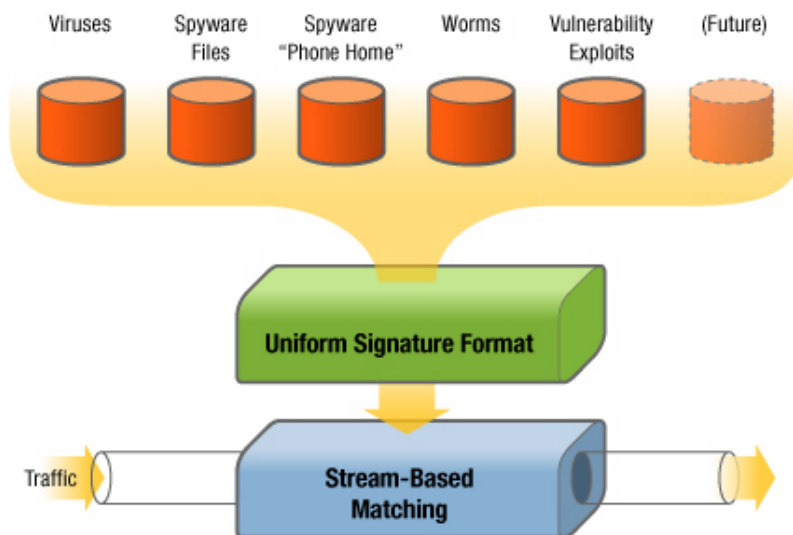 Viruses
Spyware
Files
Spyware
“Phone Home”
Worms
Vulnerability
Exploits
(Future)
Uniform Signature Format
Traffic
Stream-Based
Matching